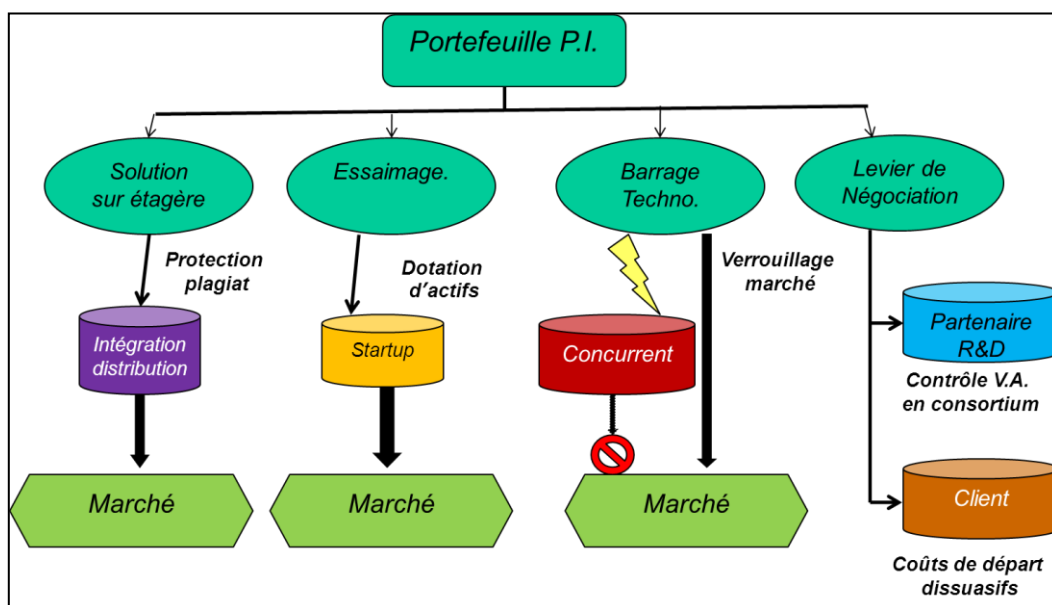 Portefeuille P.I.
Solution
sur étagère
Essaimage.
Barrage
Techno.
Levier de
Négociation
Protection
plagiat
Dotation
d'actifs
Verrouillage
marché
Intégration
distribution
Startup
Concurrent
Partenaire
R&D
Contrôle V.A.
en consortium
Marché
Marché
Marché
Client
Coûts de départ
dissuasifs